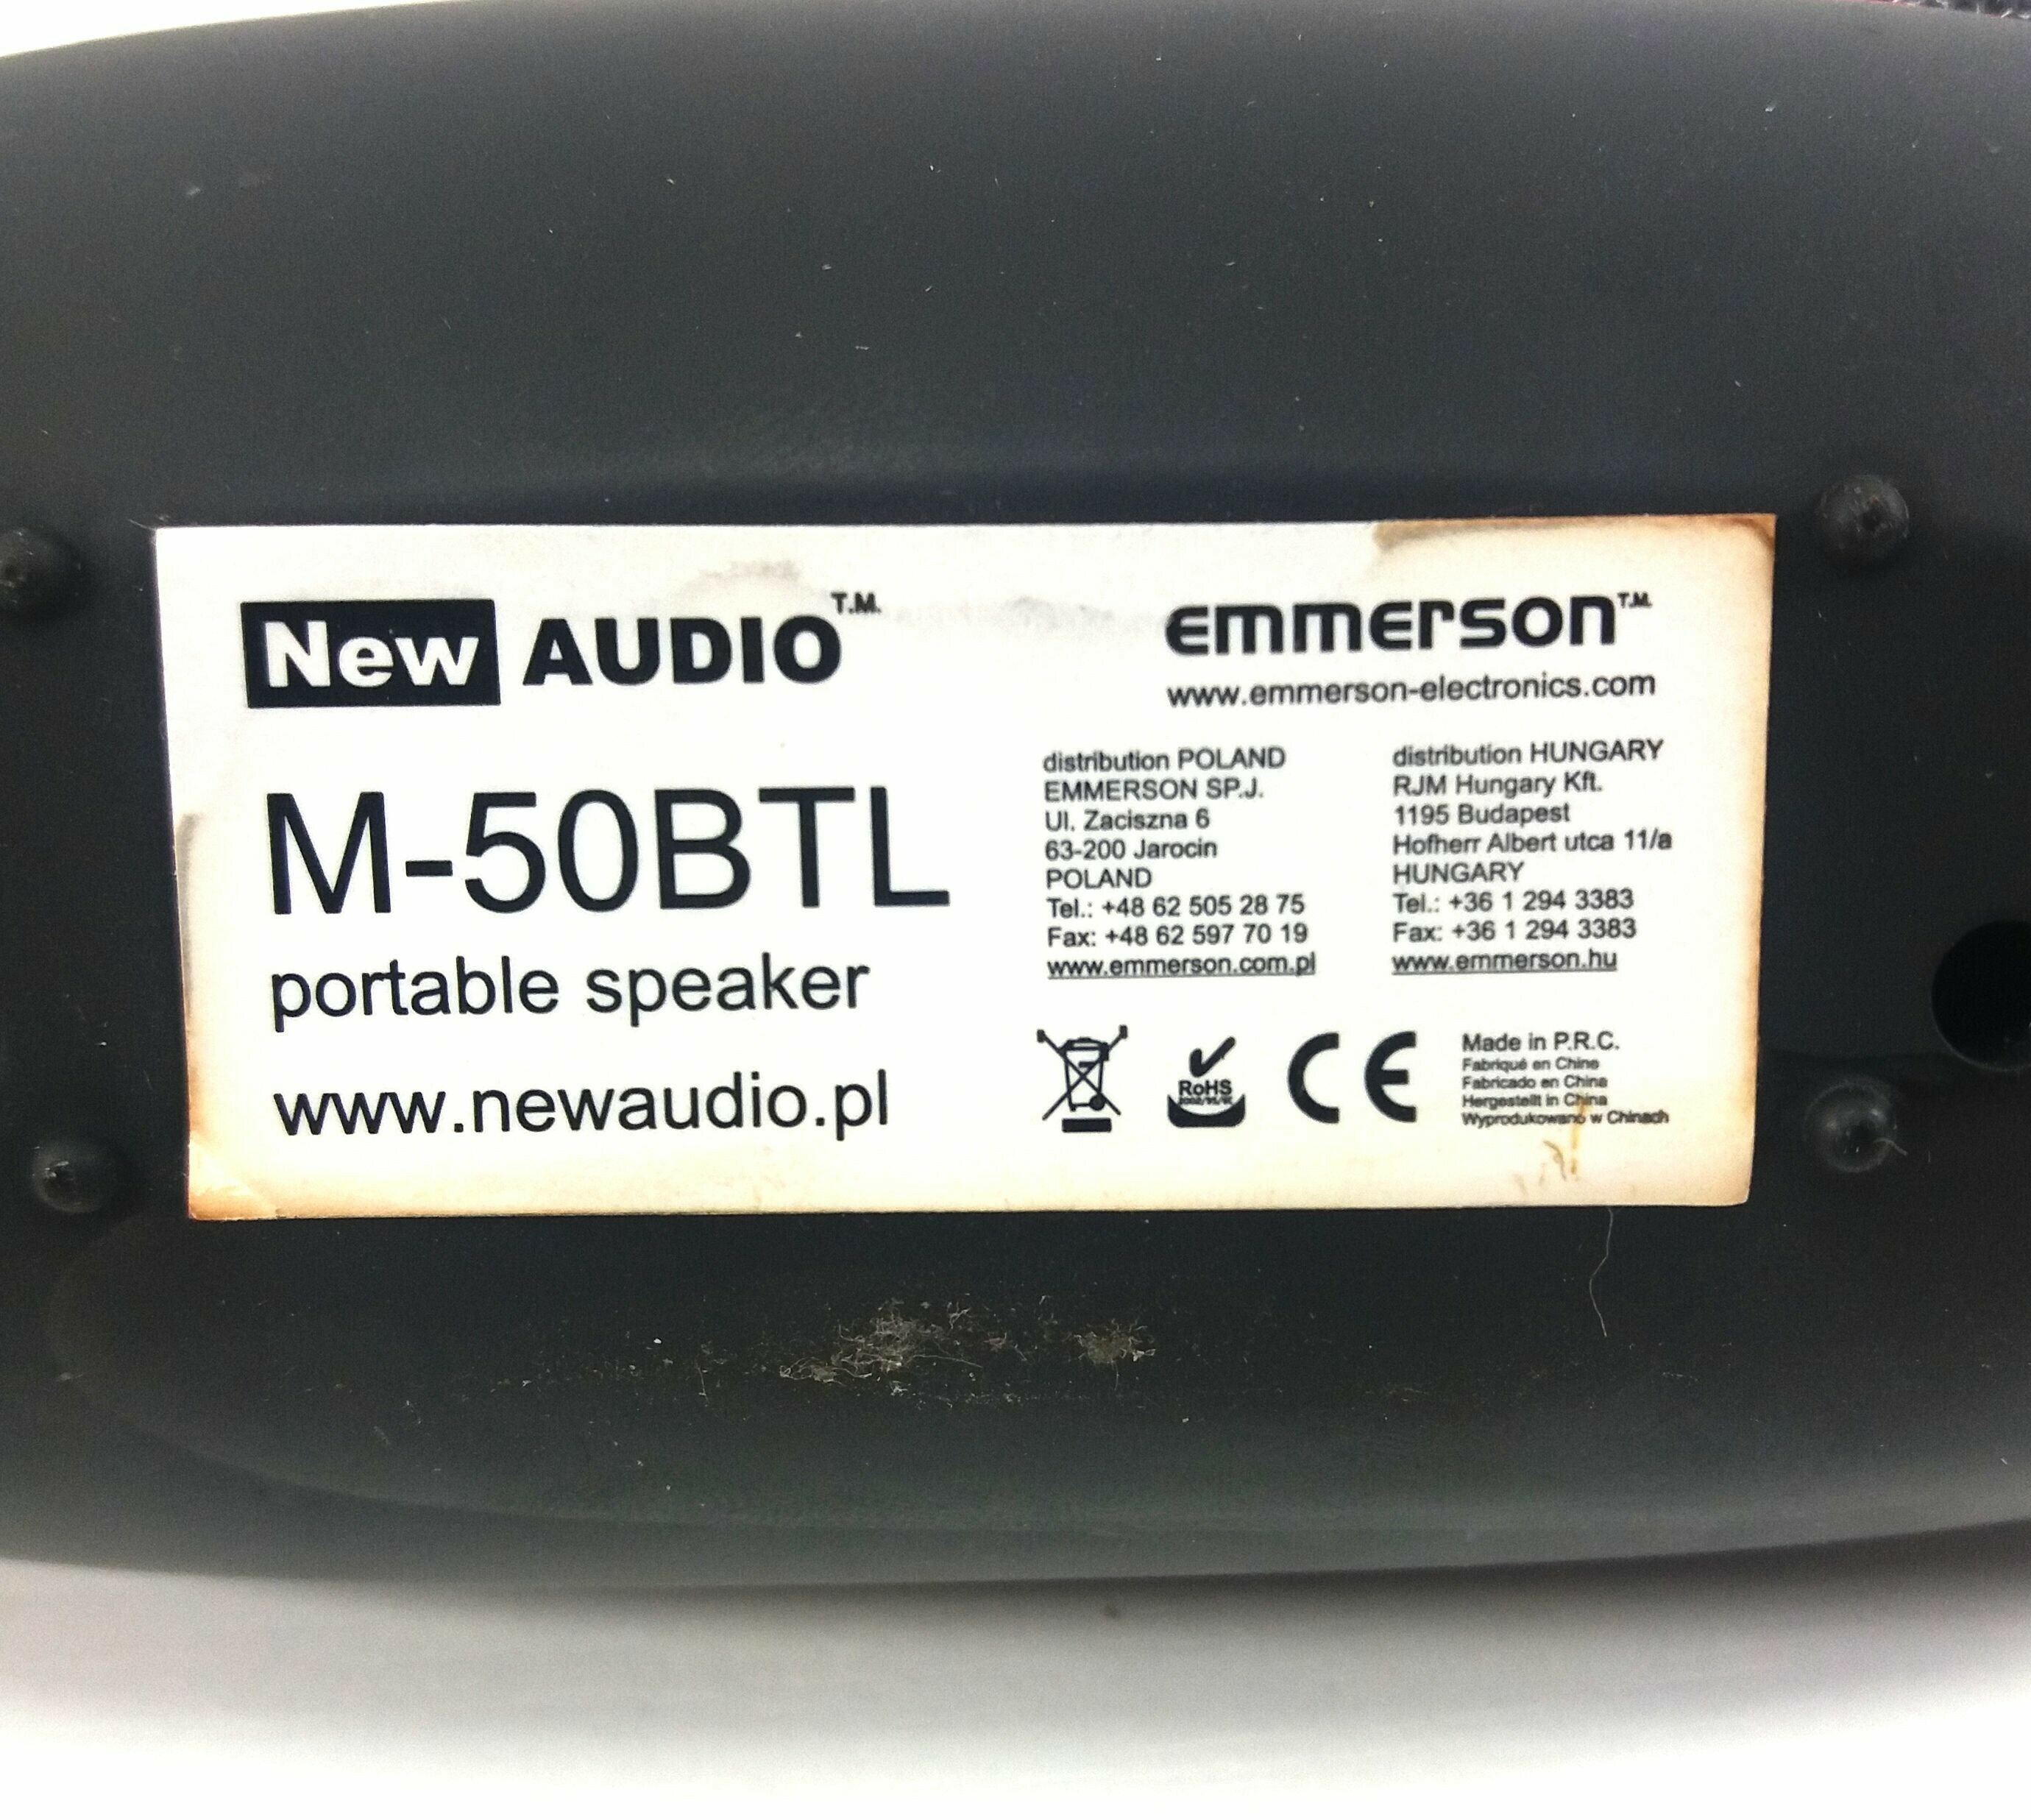 New AUDIO T.M.
M-50BTL
portable speaker
www.newaudio.pl
emmerson T.M.
www.emmerson-electronics.com
distribution POLAND
EMMERSON SP.J.
Ul. Zaciszna 6
63-200 Jarocin
POLAND
Tel.: +48 62 505 28 75
Fax: +48 62 597 70 19
www.emmerson.com.pl
distribution HUNGARY
RJM Hungary Kft.
1195 Budapest
Hofherr Albert utca 11/a
HUNGARY
Tel.: +36 1 294 3383
Fax: +36 1 294 3383
www.emmerson.hu
RoHS
CE
Made in P.R.C.
Fabriqué en Chine
Fabricado en China
Hergestellt in China
Wyprodukowano w Chinach